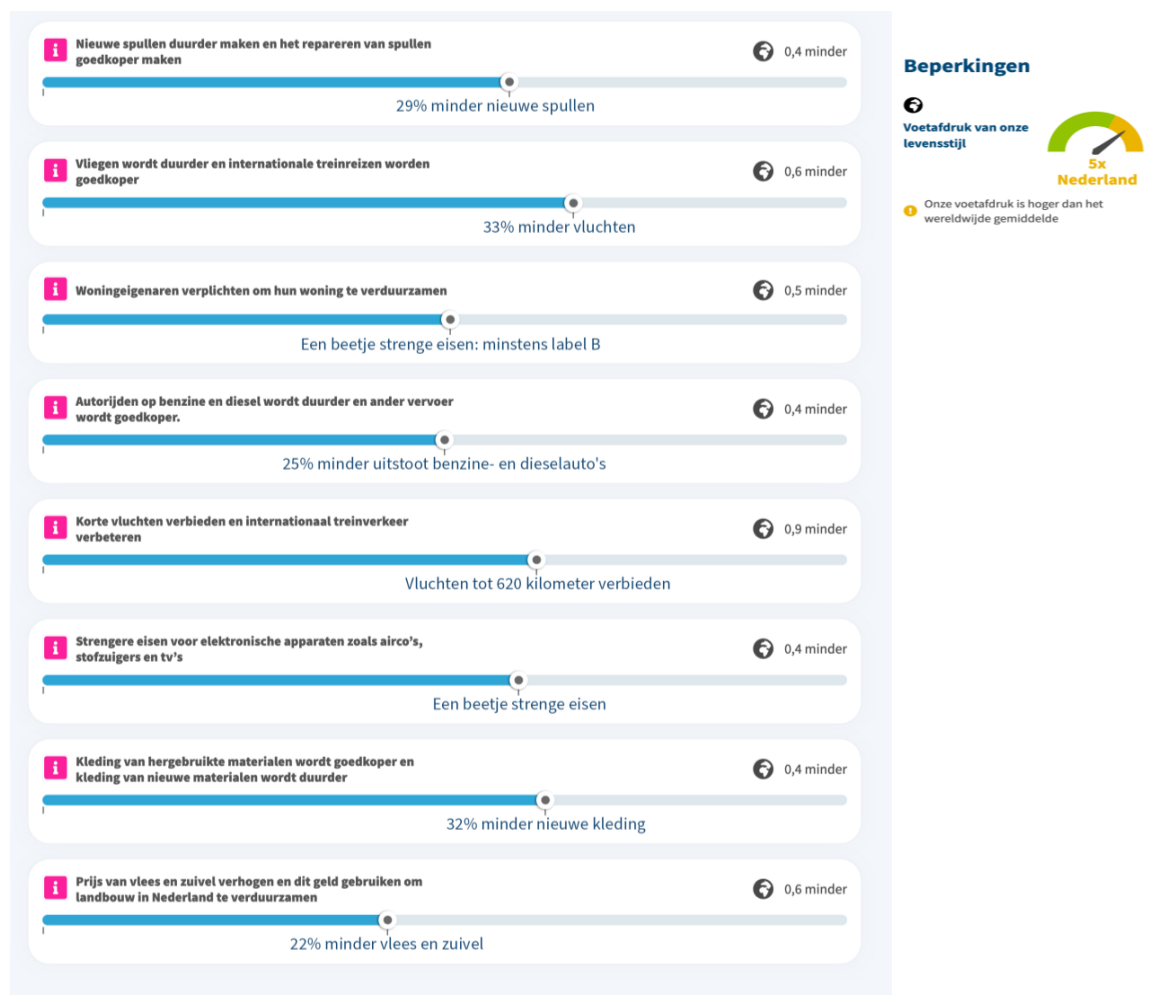 Nieuwe spullen duurder maken en het repareren van spullen
goedkoper maken
0,4 minder
29% minder nieuwe spullen
Vliegen wordt duurder en internationale treinreizen worden
goedkoper
0,6 minder
33% minder vluchten
Woningeigenaren verplichten om hun woning te verduurzamen
0,5 minder
Een beetje strenge eisen: minstens label B
Autorijden op benzine en diesel wordt duurder en ander vervoer
wordt goedkoper.
0,4 minder
25% minder uitstoot benzine- en dieselauto's
Korte vluchten verbieden en internationaal treinverkeer
verbeteren
0,9 minder
Vluchten tot 620 kilometer verbieden
Strengere eisen voor elektronische apparaten zoals airco’s,
stofzuigers en tv’s
0,4 minder
Een beetje strenge eisen
Kleding van hergebruikte materialen wordt goedkoper en
kleding van nieuwe materialen wordt duurder
0,4 minder
32% minder nieuwe kleding
Prijs van vlees en zuivel verhogen en dit geld gebruiken om
landbouw in Nederland te verduurzamen
0,6 minder
22% minder vlees en zuivel
Beperkingen
Voetafdruk van onze
levensstijl
5x
Nederland
Onze voetafdruk is hoger dan het
wereldwijde gemiddelde